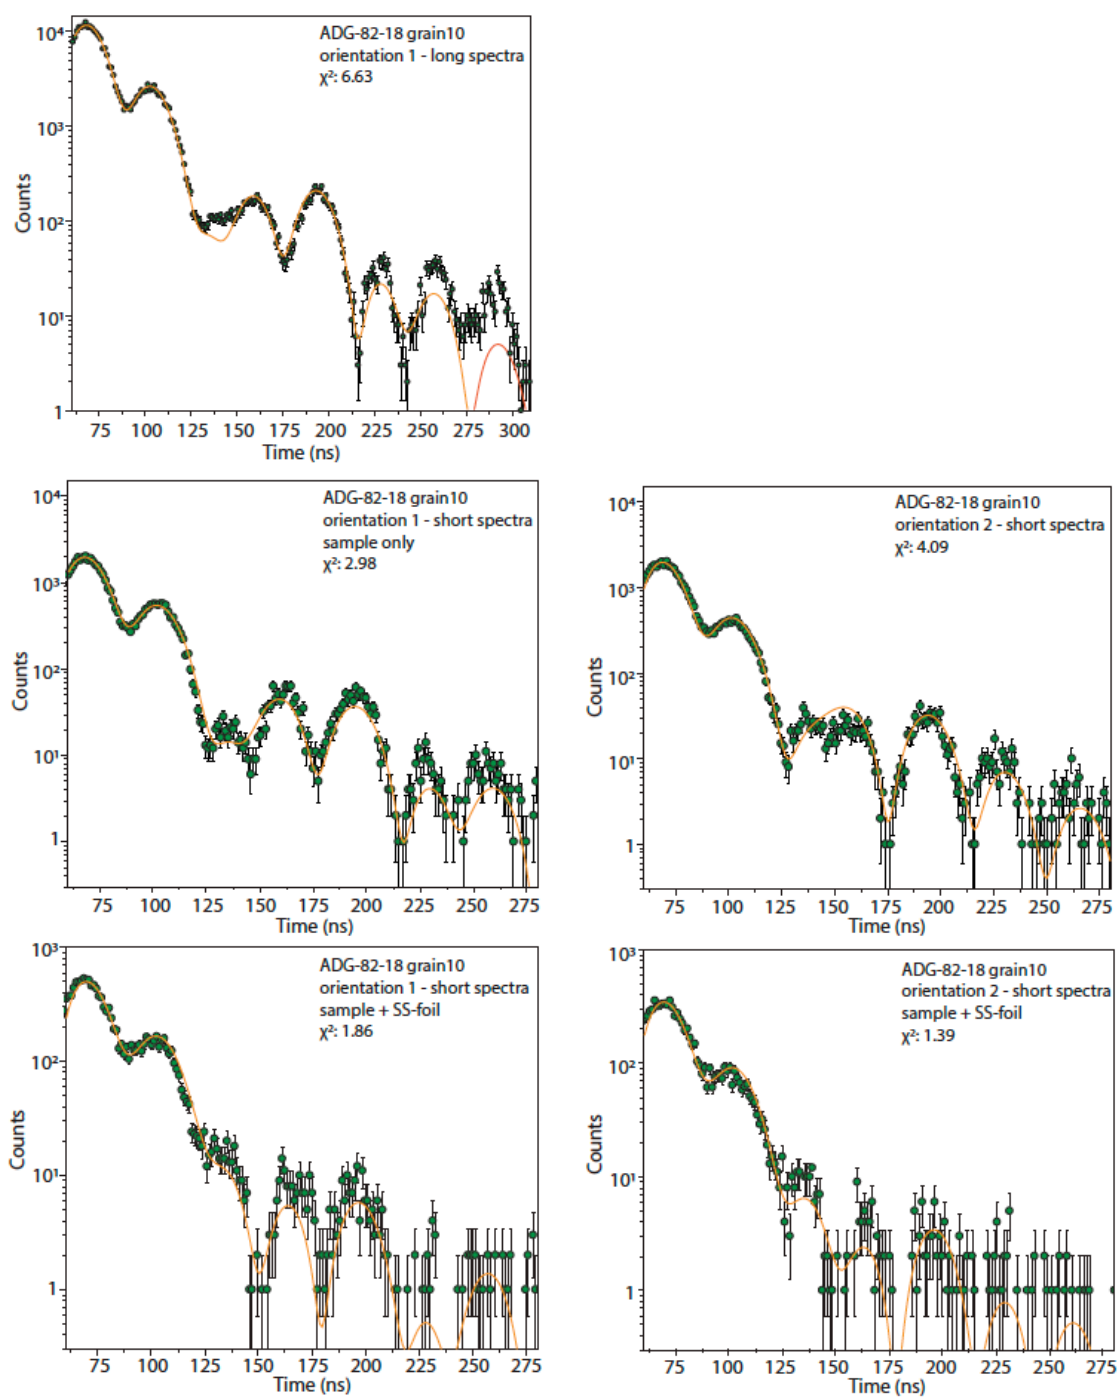 ADG-82-18 grain10
orientation 1 - long spectra
χ²: 6.63
Counts
10⁴
10³
10²
10¹
1
75 100 125 150 175 200 225 250 275 300
Time (ns)
ADG-82-18 grain10
orientation 1 - short spectra
sample only
χ²: 2.98
Counts
10⁴
10³
10²
10¹
1
75 100 125 150 175 200 225 250 275
Time (ns)
ADG-82-18 grain10
orientation 2 - short spectra
χ²: 4.09
Counts
10⁴
10³
10²
10¹
1
75 100 125 150 175 200 225 250 275
Time (ns)
ADG-82-18 grain10
orientation 1 - short spectra
sample + SS-foil
χ²: 1.86
Counts
10³
10²
10¹
1
75 100 125 150 175 200 225 250 275
Time (ns)
ADG-82-18 grain10
orientation 2 - short spectra
sample + SS-foil
χ²: 1.39
Counts
10³
10²
10¹
1
75 100 125 150 175 200 225 250 275
Time (ns)